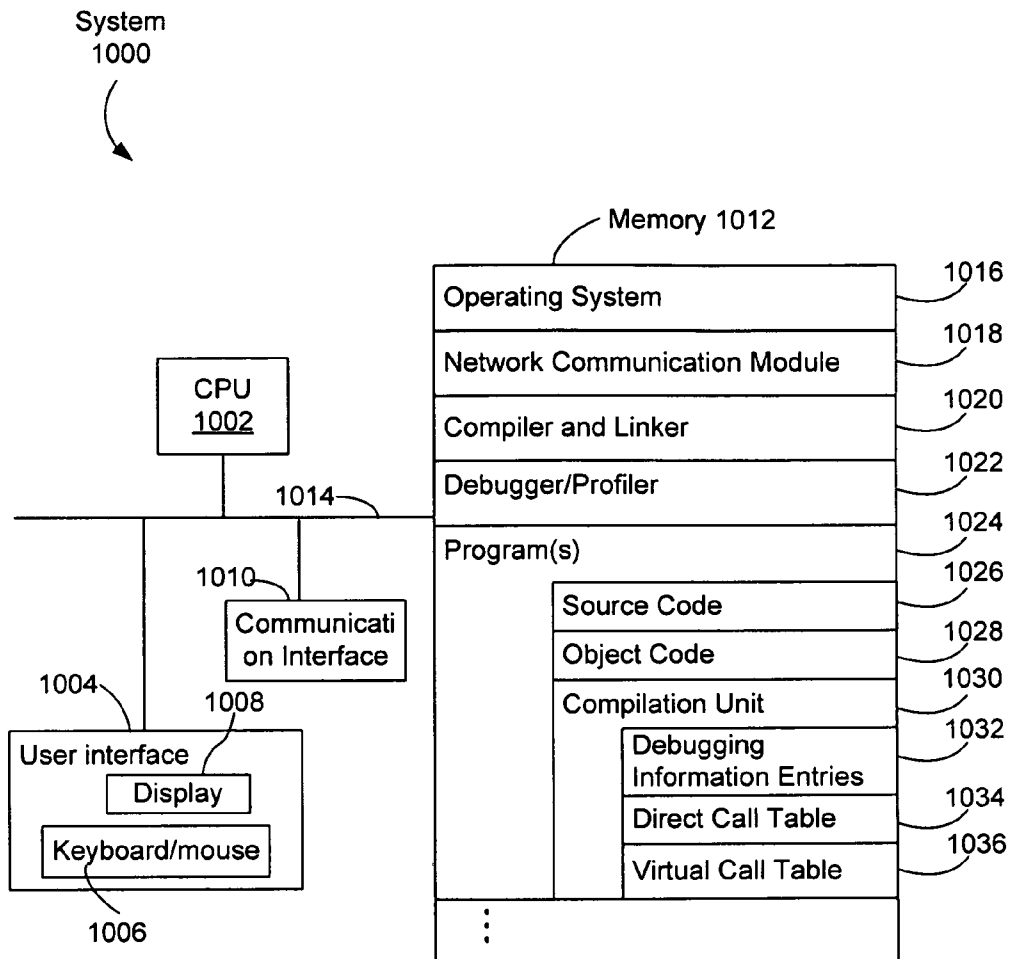 System
1000
Memory 1012
Operating System
1016
Network Communication Module
1018
CPU
1002
Compiler and Linker
1020
Debugger/Profiler
1022
1014
Program(s)
1024
1010
Source Code
1026
Communicati
on Interface
Object Code
1028
1004
1008
Compilation Unit
1030
User interface
Display
Debugging
Information Entries
1032
Direct Call Table
1034
Keyboard/mouse
Virtual Call Table
1036
1006